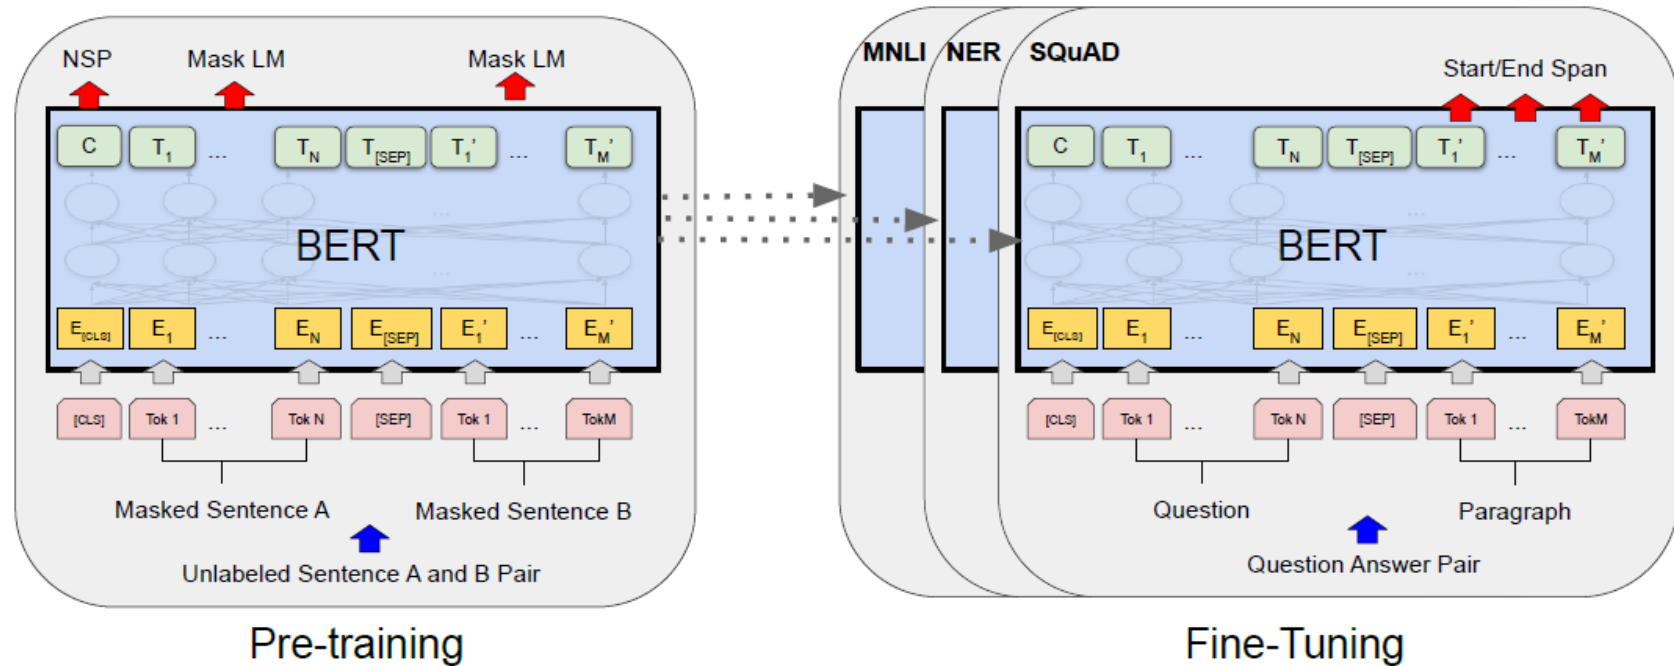 NSP Mask LM Mask LM
C T1 ... TN T[SEP] T1' ... TM'
...
BERT
...
E[CLS] E1 ... EN E[SEP] E1' ... EM'
[CLS] Tok 1 ... Tok N [SEP] Tok 1 ... TokM
Masked Sentence A Masked Sentence B
Unlabeled Sentence A and B Pair
Pre-training
MNLI NER SQuAD
Start/End Span
C T1 ... TN T[SEP] T1' ... TM'
...
BERT
...
E[CLS] E1 ... EN E[SEP] E1' ... EM'
[CLS] Tok 1 ... Tok N [SEP] Tok 1 ... TokM
Question Paragraph
Question Answer Pair
Fine-Tuning